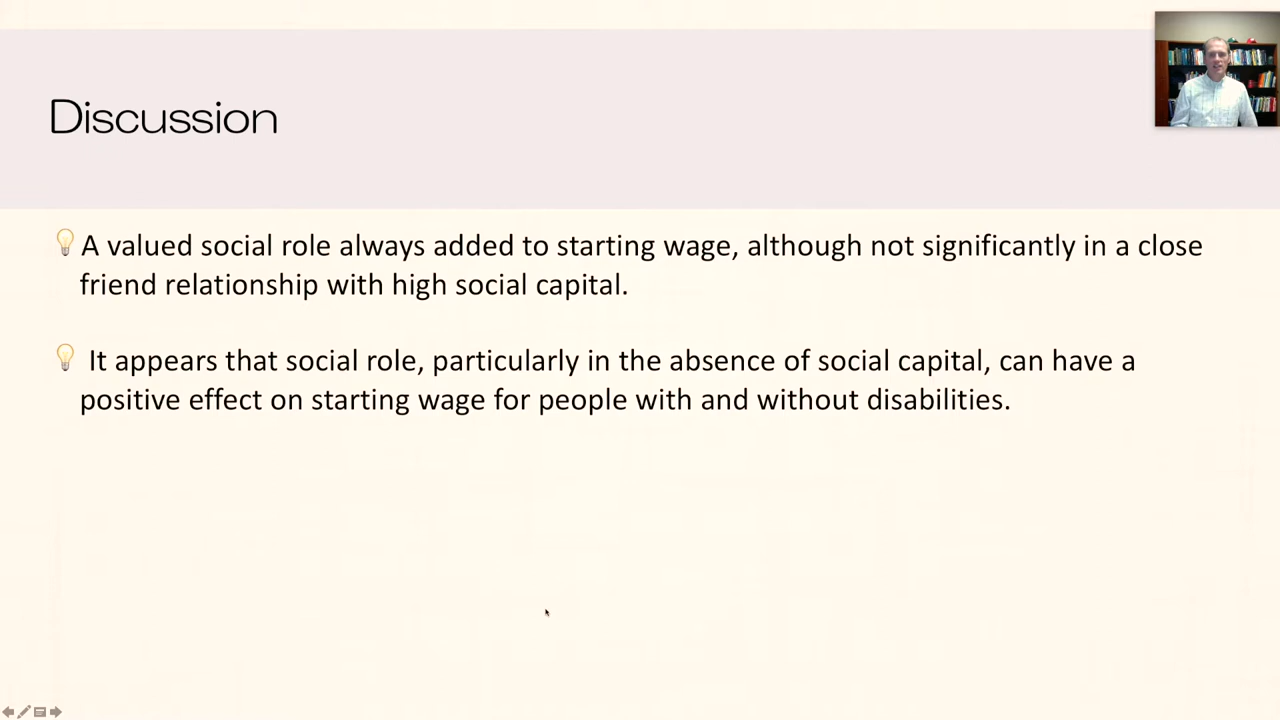 Discussion
A valued social role always added to starting wage, although not significantly in a close
friend relationship with high social capital.
It appears that social role, particularly in the absence of social capital, can have a
positive effect on starting wage for people with and without disabilities.